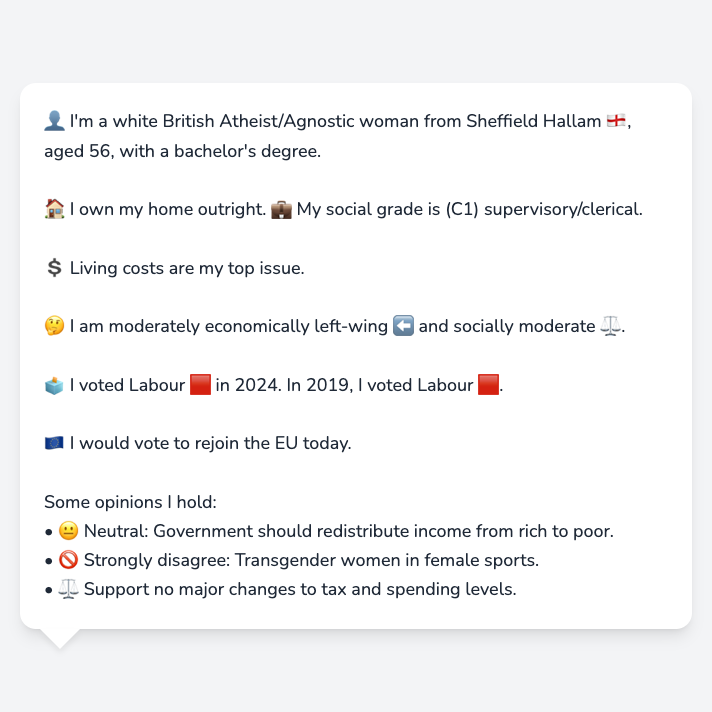 👤 I'm a white British Atheist/Agnostic woman from Sheffield Hallam 🏴󠁧󠁢󠁥󠁮󠁧󠁿,
aged 56, with a bachelor's degree.
🏠 I own my home outright. 💼 My social grade is (C1) supervisory/clerical.
💲 Living costs are my top issue.
🤔 I am moderately economically left-wing ⬅️ and socially moderate ⚖️.
🗳️ I voted Labour 🟥 in 2024. In 2019, I voted Labour 🟥.
🇪🇺 I would vote to rejoin the EU today.
Some opinions I hold:
• 😐 Neutral: Government should redistribute income from rich to poor.
• 🚫 Strongly disagree: Transgender women in female sports.
• ⚖️ Support no major changes to tax and spending levels.